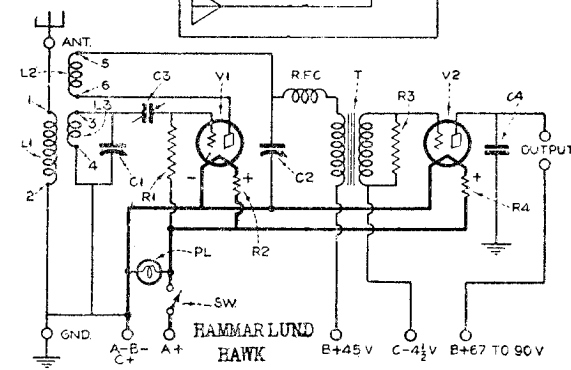 ANT.
L2
5
6
C3
V1
RFC
T
R3
V2
C4
1
L3
3
L1
4
C1
R1
-
+
C2
OUTPUT
2
R2
+
R4
PL
SW.
HAMMARLUND
HAWK
GND.
A-B-
C+
A+
B+45 V
C-4½V
B+67 TO 90 V